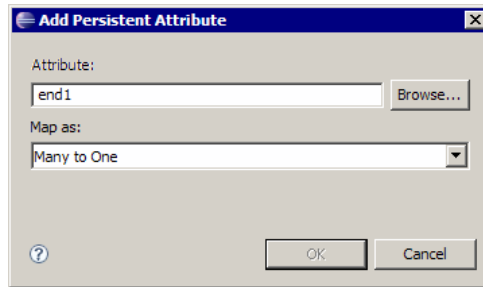 Add Persistent Attribute
Attribute:
end1
Browse...
Map as:
Many to One
?
OK
Cancel